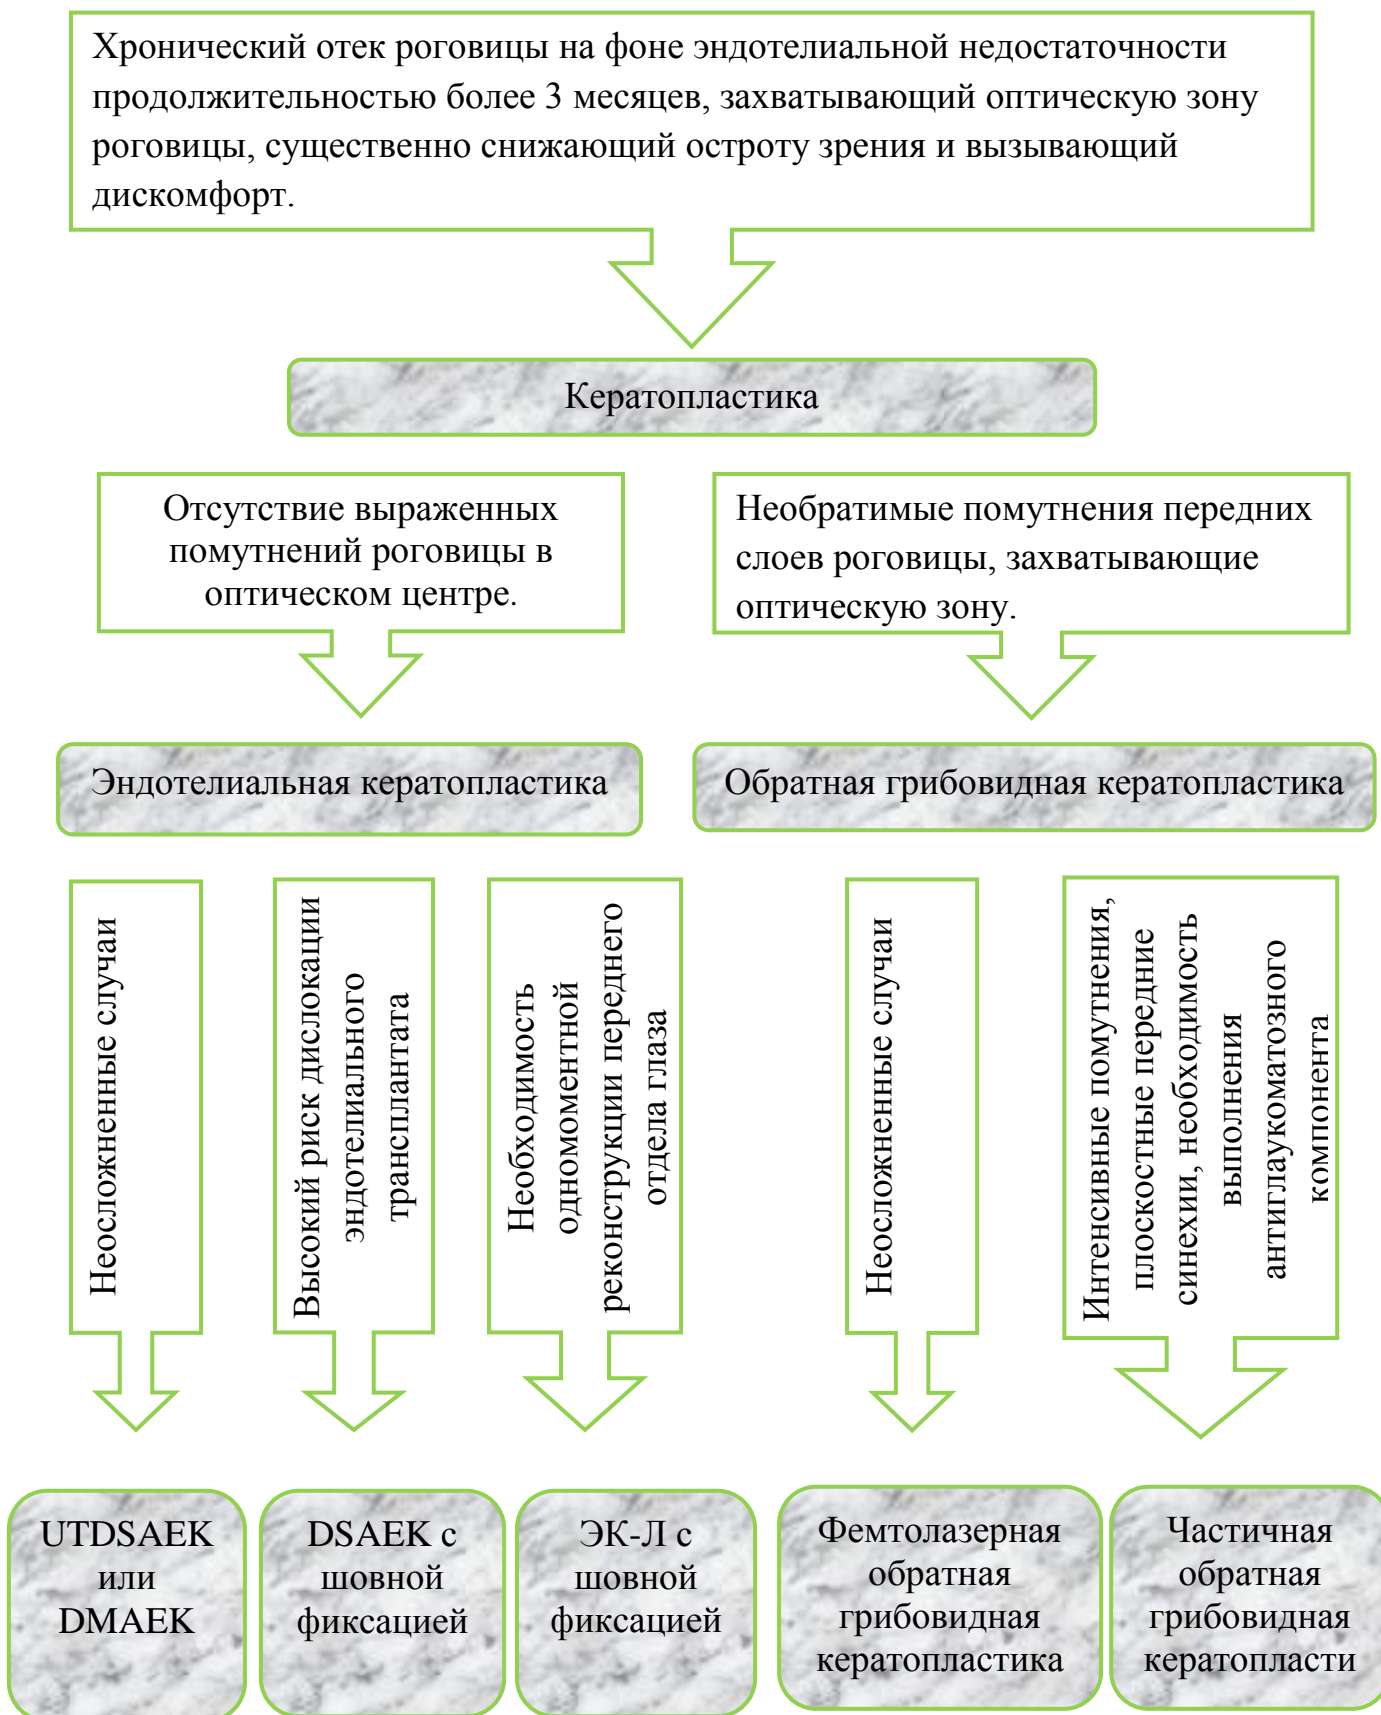 Хронический отек роговицы на фоне эндотелиальной недостаточности
продолжительностью более 3 месяцев, захватывающий оптическую зону
роговицы, существенно снижающий остроту зрения и вызывающий
дискомфорт.
Кератопластика
Отсутствие выраженных
помутнений роговицы в
оптическом центре.
Необратимые помутнения передних
слоев роговицы, захватывающие
оптическую зону.
Эндотелиальная кератопластика
Обратная грибовидная кератопластика
Неосложненные случаи
Высокий риск дислокации
эндотелиального
трансплантата
Необходимость
одномоментной
реконструкции переднего
отдела глаза
Неосложненные случаи
Интенсивные помутнения,
плоскостные передние
синехии, необходимость
выполнения
антиглаукоматозного
компонента
UTDSAEK
или
DMAEK
DSAEK с
шовной
фиксацией
ЭК-Л с
шовной
фиксацией
Фемтолазерная
обратная
грибовидная
кератопластика
Частичная
обратная
грибовидная
кератопласти